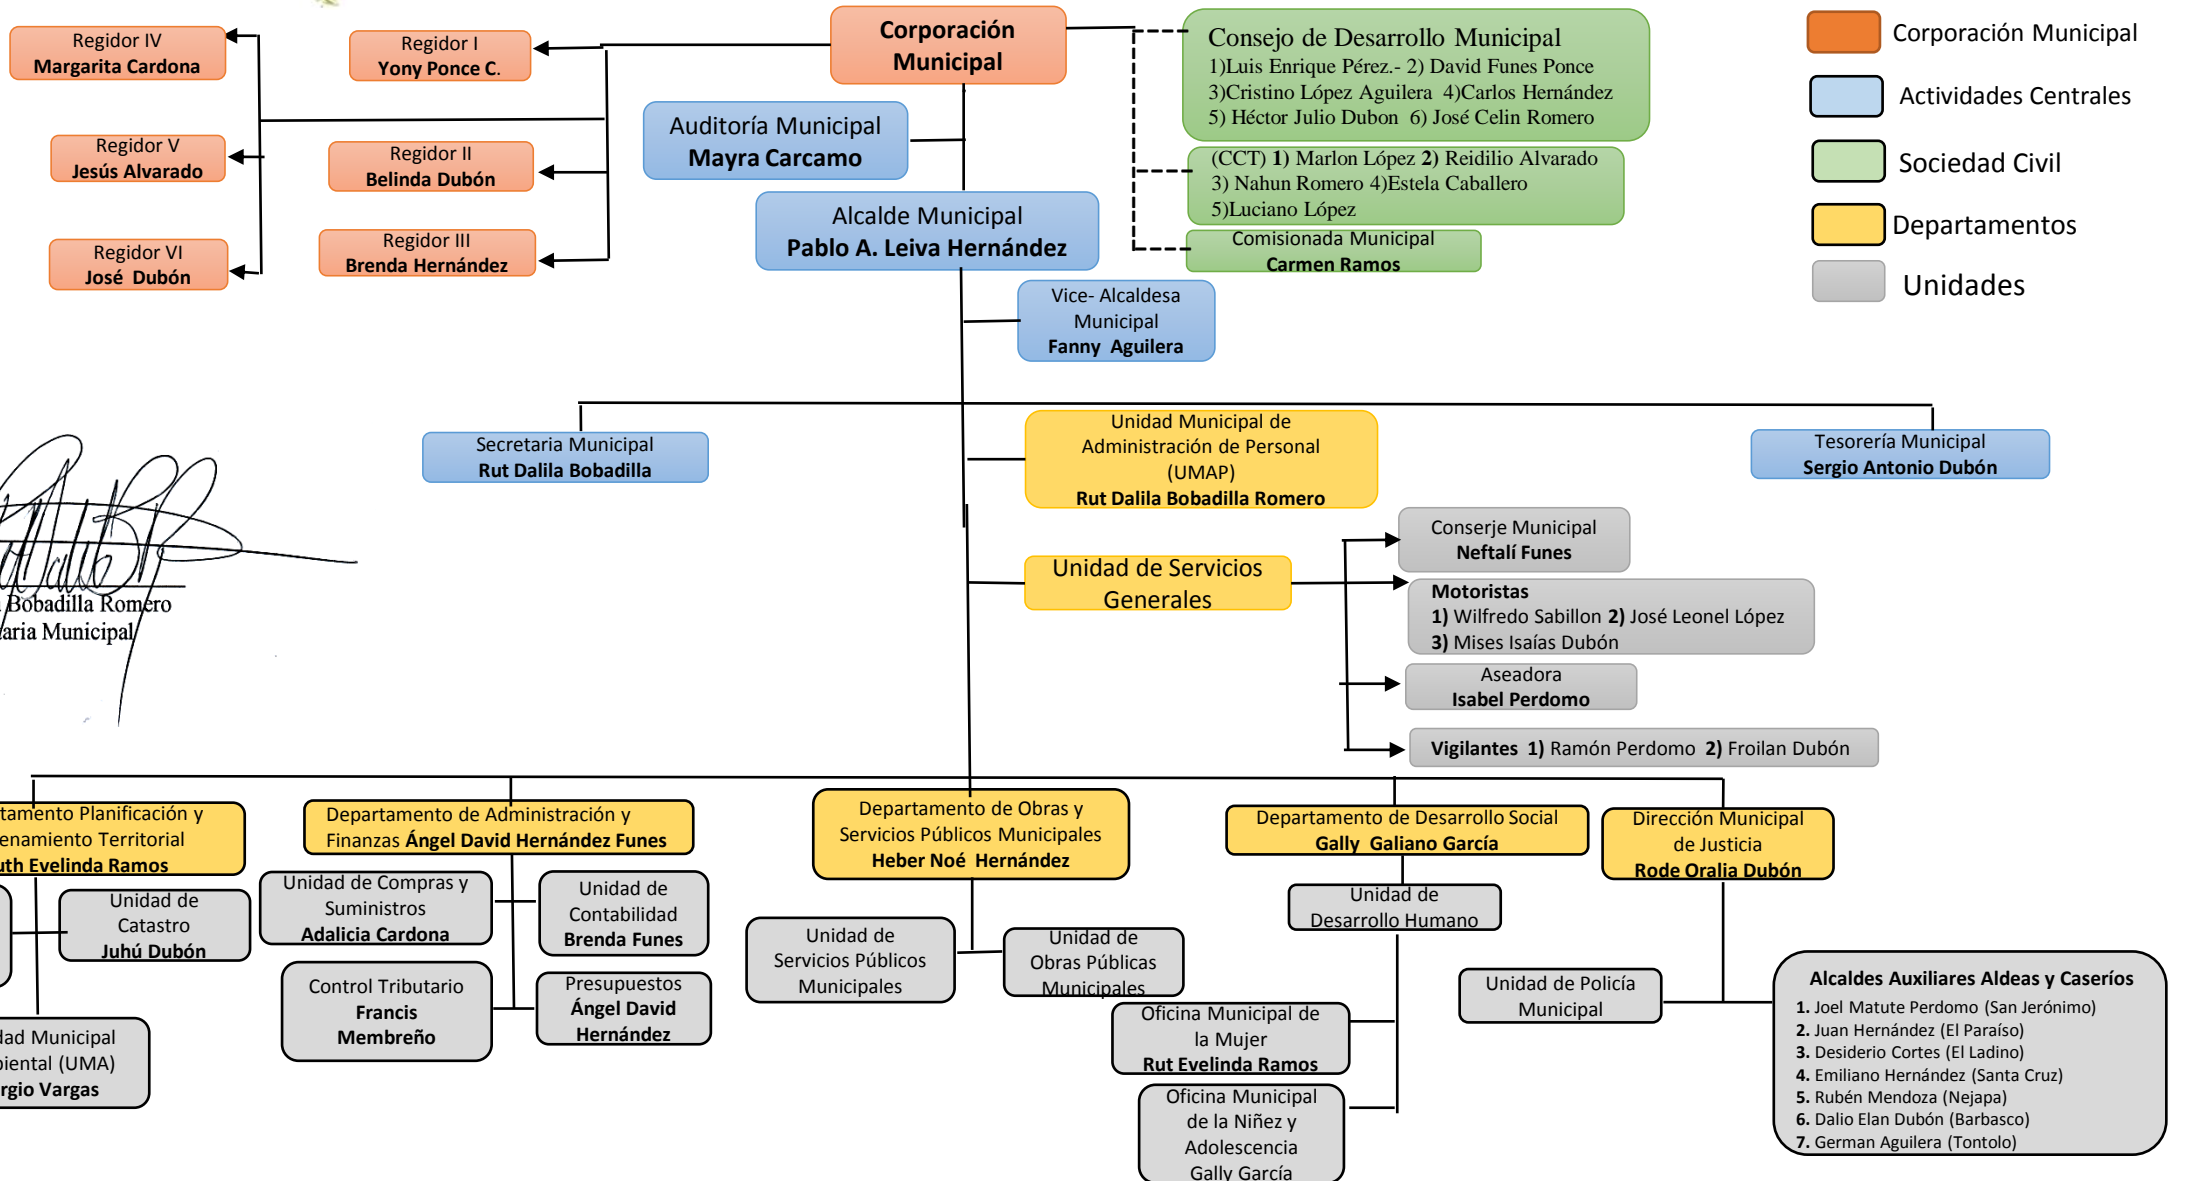 Corporación
Municipal
Regidor IV
Margarita Cardona
Regidor I
Yony Ponce C.
Regidor V
Jesús Alvarado
Regidor II
Belinda Dubón
Regidor VI
José Dubón
Regidor III
Brenda Hernández
Consejo de Desarrollo Municipal
1)Luis Enrique Pérez.- 2) David Funes Ponce
3)Cristino López Aguilera 4)Carlos Hernández
5) Héctor Julio Dubon 6) José Celin Romero
(CCT) 1) Marlon López 2) Reidilio Alvarado
3) Nahun Romero 4)Estela Caballero
5)Luciano López
Comisionada Municipal
Carmen Ramos
Corporación Municipal
Actividades Centrales
Sociedad Civil
Departamentos
Unidades
Auditoría Municipal
Mayra Carcamo
Alcalde Municipal
Pablo A. Leiva Hernández
Vice- Alcaldesa
Municipal
Fanny Aguilera
Secretaria Municipal
Rut Dalila Bobadilla
Unidad Municipal de
Administración de Personal
(UMAP)
Rut Dalila Bobadilla Romero
Tesorería Municipal
Sergio Antonio Dubón
Bobadilla Romero
aria Municipal
Unidad de Servicios
Generales
Conserje Municipal
Neftalí Funes
Motoristas
1) Wilfredo Sabillon 2) José Leonel López
3) Mises Isaías Dubón
Aseadora
Isabel Perdomo
Vigilantes 1) Ramón Perdomo 2) Froilan Dubón
tamento Planificación y
enamiento Territorial
uth Evelinda Ramos
Unidad de
Catastro
Juhú Dubón
dad Municipal
biental (UMA)
rgio Vargas
Departamento de Administración y
Finanzas Ángel David Hernández Funes
Unidad de Compras y
Suministros
Adalicia Cardona
Unidad de
Contabilidad
Brenda Funes
Control Tributario
Francis
Membreño
Presupuestos
Ángel David
Hernández
Departamento de Obras y
Servicios Públicos Municipales
Heber Noé Hernández
Unidad de
Servicios Públicos
Municipales
Unidad de
Obras Públicas
Municipales
Departamento de Desarrollo Social
Gally Galiano García
Unidad de
Desarrollo Humano
Oficina Municipal de
la Mujer
Rut Evelinda Ramos
Oficina Municipal
de la Niñez y
Adolescencia
Gally García
Dirección Municipal
de Justicia
Rode Oralia Dubón
Unidad de Policía
Municipal
Alcaldes Auxiliares Aldeas y Caseríos
1. Joel Matute Perdomo (San Jerónimo)
2. Juan Hernández (El Paraíso)
3. Desiderio Cortes (El Ladino)
4. Emiliano Hernández (Santa Cruz)
5. Rubén Mendoza (Nejapa)
6. Dalio Elan Dubón (Barbasco)
7. German Aguilera (Tontolo)